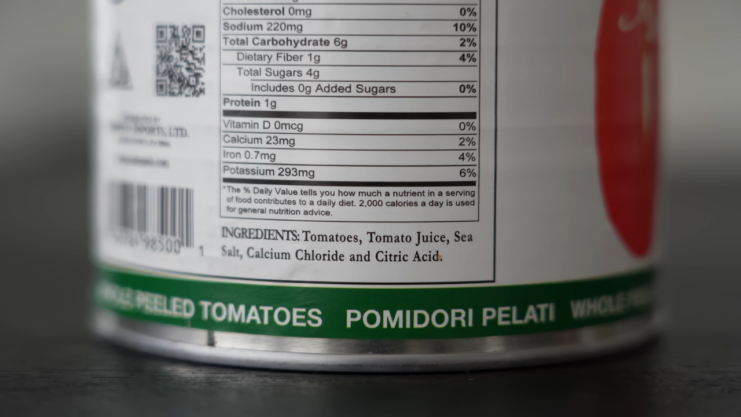 Cholesterol 0mg 0%
Sodium 220mg 10%
Total Carbohydrate 6g 2%
Dietary Fiber 1g 4%
Total Sugars 4g
Includes 0g Added Sugars 0%
Protein 1g
Vitamin D 0mcg 0%
Calcium 23mg 2%
Iron 0.7mg 4%
Potassium 293mg 6%
*The % Daily Value tells you how much a nutrient in a serving
of food contributes to a daily diet. 2,000 calories a day is used
for general nutrition advice.
INGREDIENTS: Tomatoes, Tomato Juice, Sea
Salt, Calcium Chloride and Citric Acid.
LTD.
98500 1
PEELED TOMATOES POMIDORI PELATI WHOLE